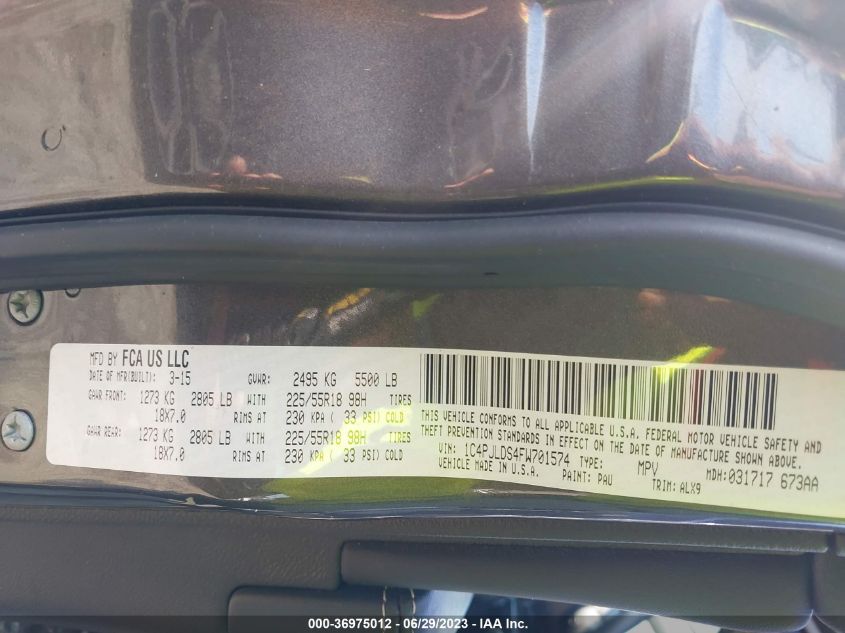 MFD BY FCA US LLC
DATE OF MFR(BUILT): 3-15 GVWR: 2495 KG 5500 LB
GAWR FRONT: 1273 KG 2805 LB WITH 225/55R18 98H TIRES
18X7.0 RIMS AT 230 KPA ( 33 PSI) COLD
GAWR REAR: 1273 KG 2805 LB WITH 225/55R18 98H TIRES
18X7.0 RIMS AT 230 KPA ( 33 PSI) COLD
THIS VEHICLE CONFORMS TO ALL APPLICABLE U.S.A. FEDERAL MOTOR VEHICLE SAFETY AND
THEFT PREVENTION STANDARDS IN EFFECT ON THE DATE OF MANUFACTURE SHOWN ABOVE.
VIN: 1C4PJLDS4FW701574 TYPE: MPV MDH:031717 673AA
VEHICLE MADE IN U.S.A. PAINT: PAU TRIM: ALX9
000-36975012 - 06/29/2023 - IAA Inc.